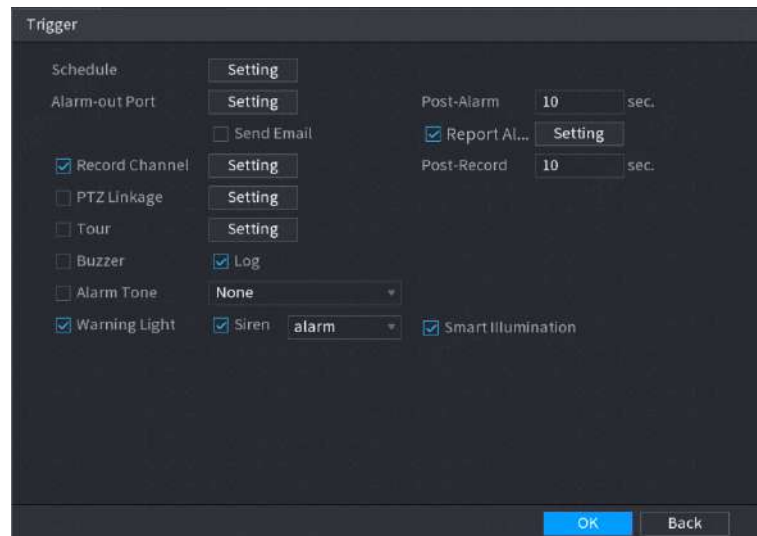 Trigger
Schedule Setting
Alarm-out Port Setting Post-Alarm 10 sec.
Send Email Report Al... Setting
Record Channel Setting Post-Record 10 sec.
PTZ Linkage Setting
Tour Setting
Buzzer Log
Alarm Tone None
Warning Light Siren alarm Smart Illumination
OK Back